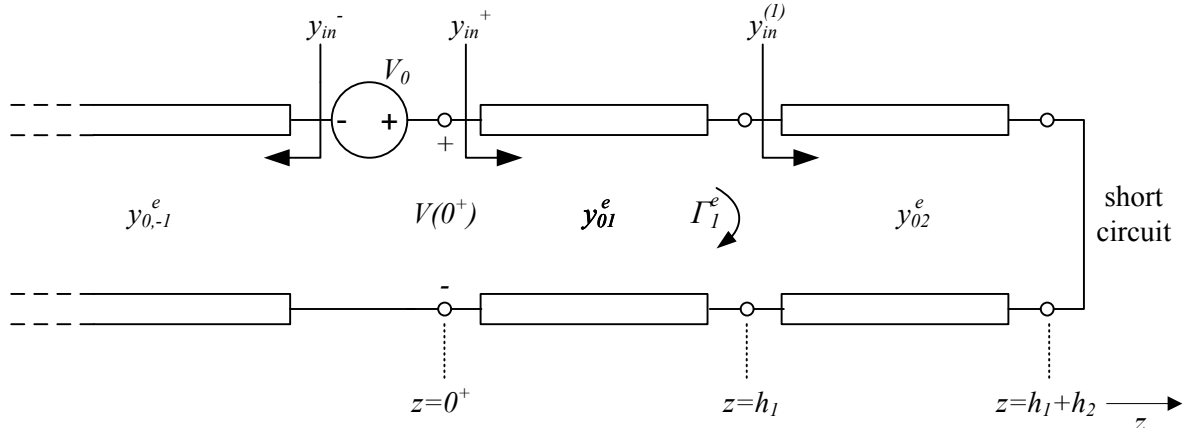 y_in^- y_in^+ y_in^(1)
V_0
- +
+
y_0,-1^e V(0^+) y_01^e Γ_1^e y_02^e short
circuit
-
z=0^+ z=h_1 z=h_1+h_2 z